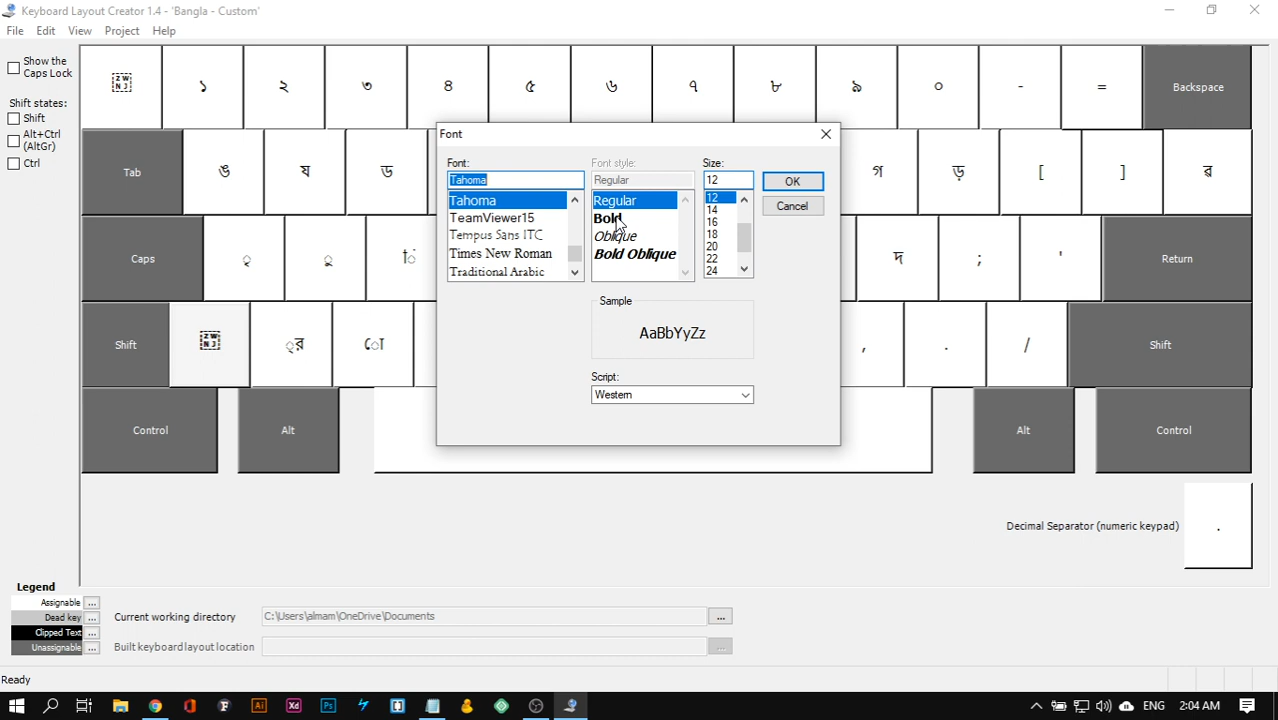 Keyboard Layout Creator 1.4 - 'Bangla - Custom'
File Edit View Project Help
Show the Caps Lock
Shift states:
Shift
Alt+Ctrl (AltGr)
Ctrl
ZW NJ ১ ২ ৩ ৪ ৫ ৬ ৭ ৮ ৯ ০ - = Backspace
Tab ঙ য ড গ ড় [ ] ৱ
Caps ৃ ু র্ দ ; ' Return
Shift ZW NJ ্র ো , . / Shift
Control Alt Alt Control
Decimal Separator (numeric keypad) .
Font
Font:
Tahoma
Tahoma
TeamViewer15
Tempus Sans ITC
Times New Roman
Traditional Arabic
Font style:
Regular
Regular
Bold
Oblique
Bold Oblique
Size:
12
12
14
16
18
20
22
24
OK
Cancel
Sample
AaBbYyZz
Script:
Western
Legend
Assignable ...
Dead key ...
Clipped Text ...
Unassignable ...
Current working directory C:\Users\almam\OneDrive\Documents ...
Built keyboard layout location ...
Ready
ENG 2:04 AM